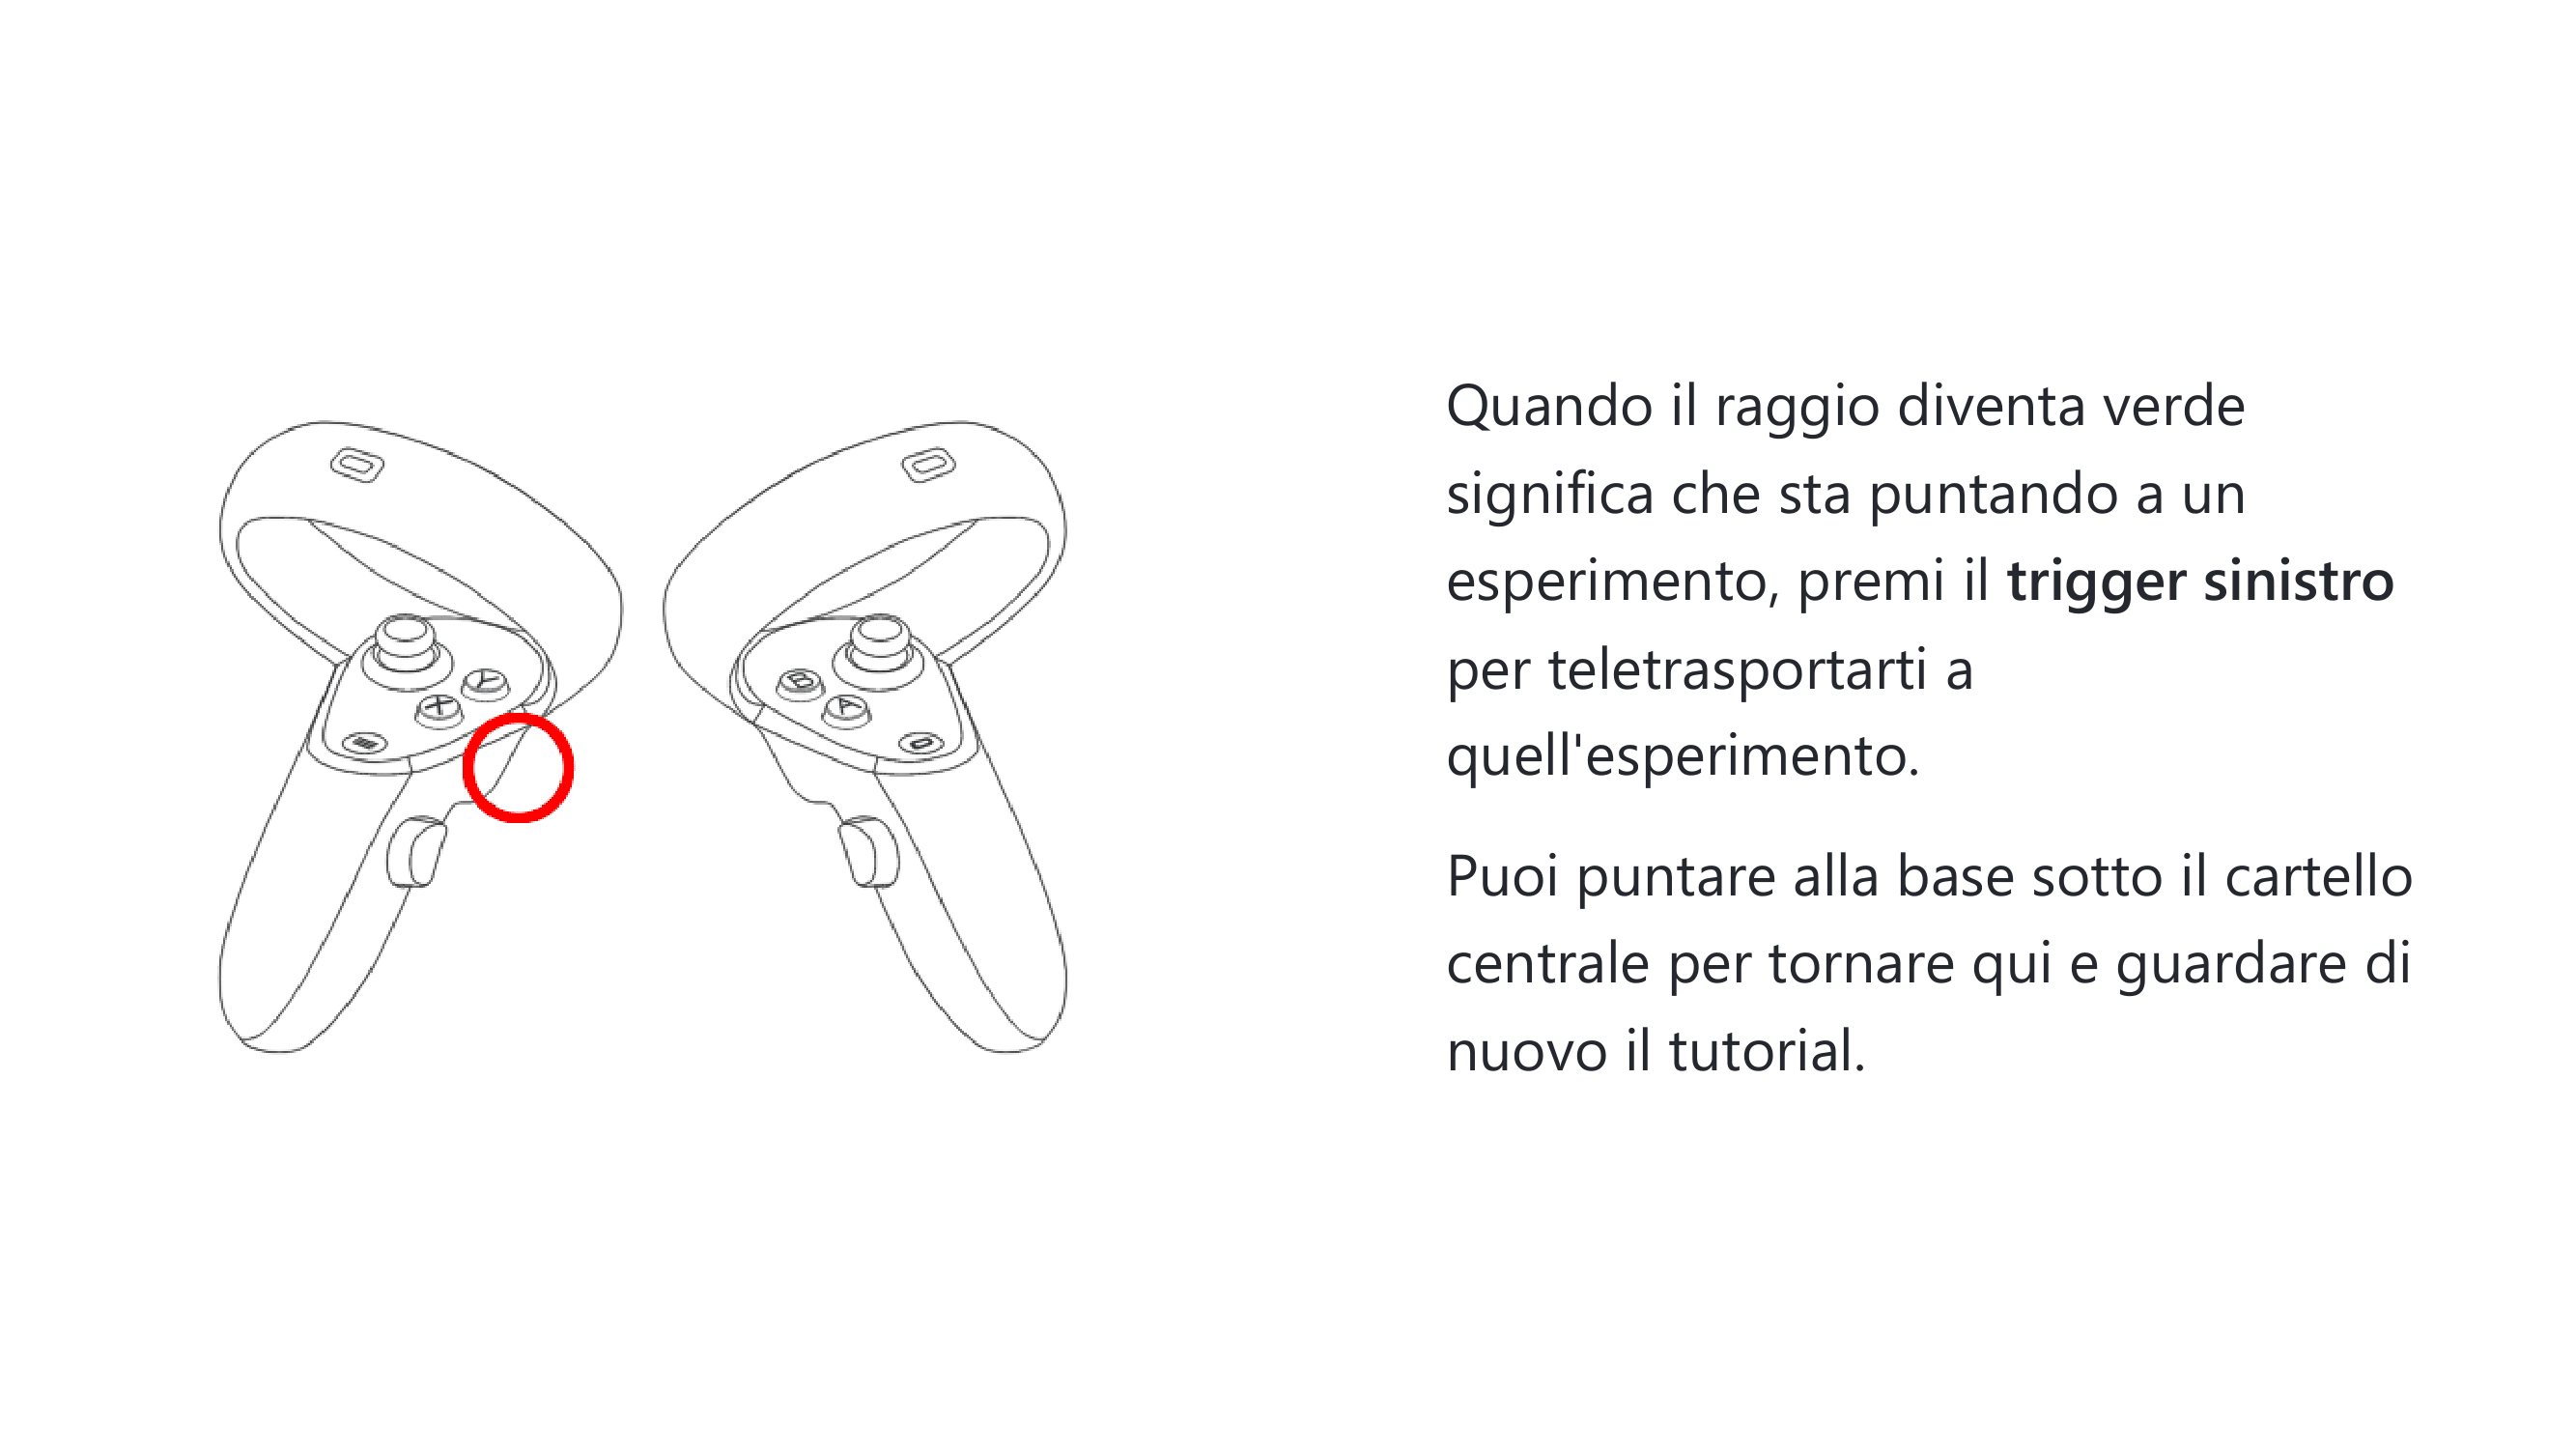 Y
X
B
A
Quando il raggio diventa verde
significa che sta puntando a un
esperimento, premi il trigger sinistro
per teletrasportarti a
quell'esperimento.
Puoi puntare alla base sotto il cartello
centrale per tornare qui e guardare di
nuovo il tutorial.